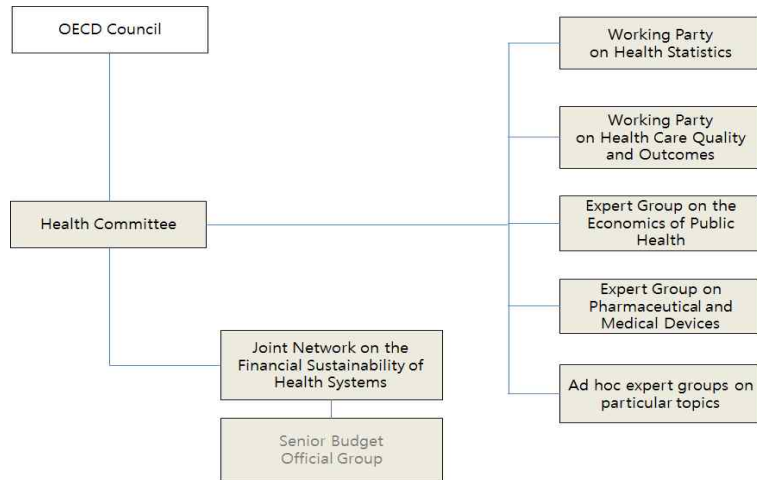 OECD Council
Health Committee
Joint Network on the
Financial Sustainability of
Health Systems
Senior Budget
Official Group
Working Party
on Health Statistics
Working Party
on Health Care Quality
and Outcomes
Expert Group on the
Economics of Public
Health
Expert Group on
Pharmaceutical and
Medical Devices
Ad hoc expert groups on
particular topics